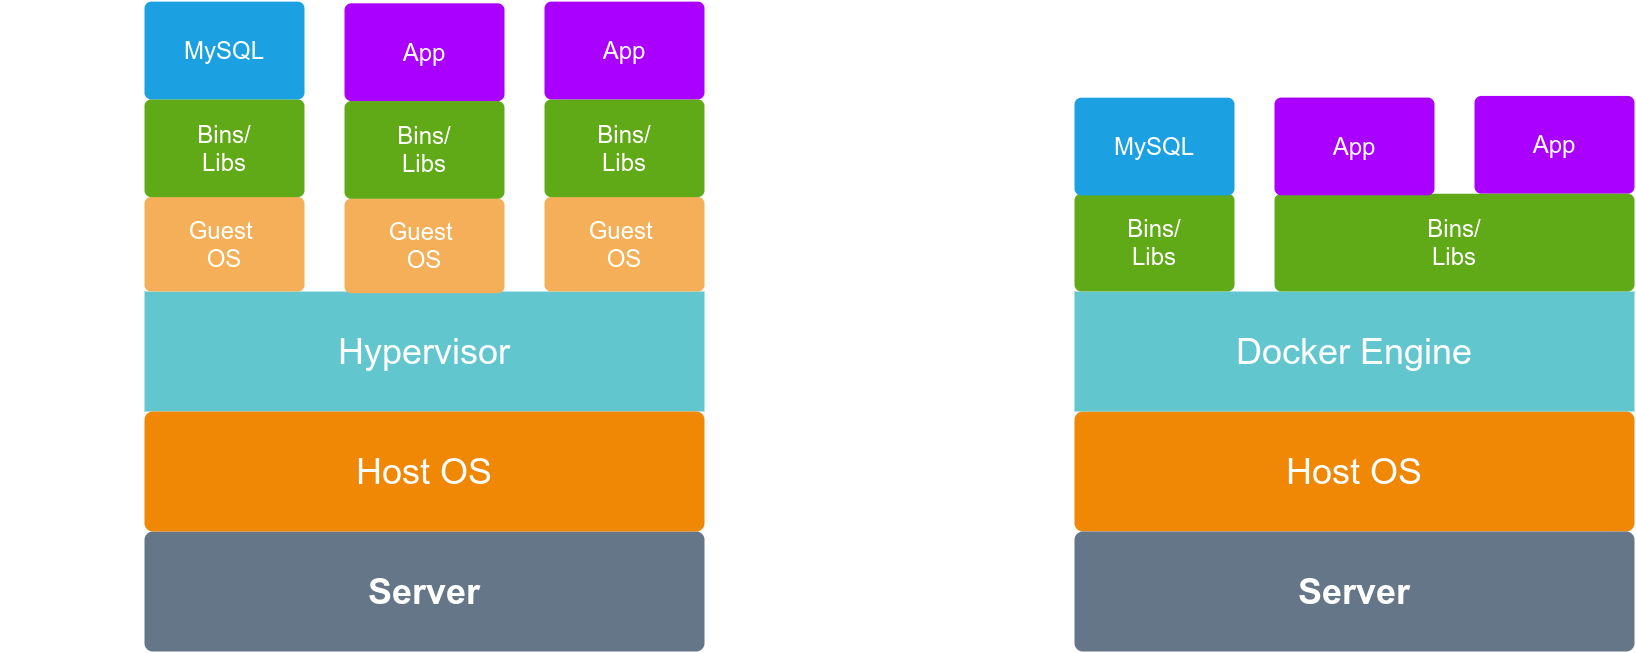 MySQL
App
App
Bins/
Libs
Bins/
Libs
Bins/
Libs
Guest
OS
Guest
OS
Guest
OS
Hypervisor
Host OS
Server
MySQL
App
App
Bins/
Libs
Bins/
Libs
Docker Engine
Host OS
Server